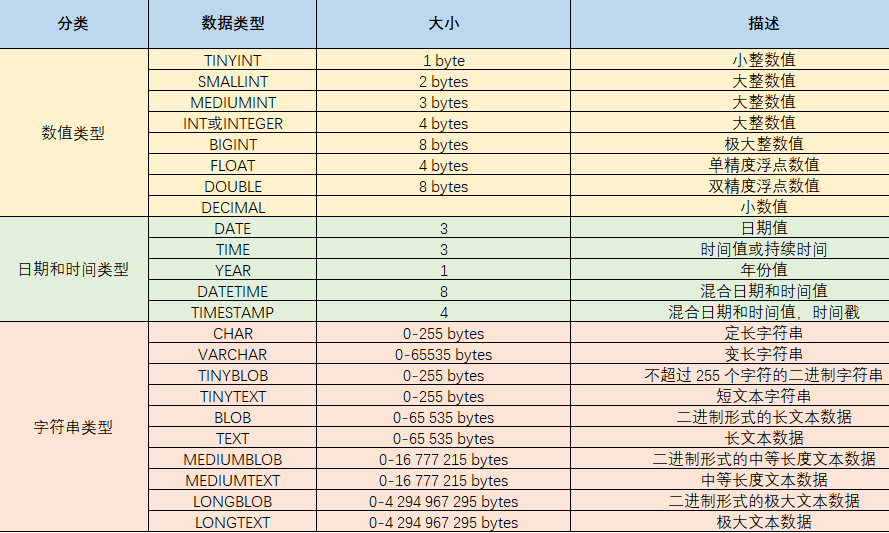 分类 数据类型 大小 描述
数值类型
TINYINT 1 byte 小整数值
SMALLINT 2 bytes 大整数值
MEDIUMINT 3 bytes 大整数值
INT或INTEGER 4 bytes 大整数值
BIGINT 8 bytes 极大整数值
FLOAT 4 bytes 单精度浮点数值
DOUBLE 8 bytes 双精度浮点数值
DECIMAL 小数值
日期和时间类型
DATE 3 日期值
TIME 3 时间值或持续时间
YEAR 1 年份值
DATETIME 8 混合日期和时间值
TIMESTAMP 4 混合日期和时间值，时间戳
字符串类型
CHAR 0-255 bytes 定长字符串
VARCHAR 0-65535 bytes 变长字符串
TINYBLOB 0-255 bytes 不超过 255 个字符的二进制字符串
TINYTEXT 0-255 bytes 短文本字符串
BLOB 0-65 535 bytes 二进制形式的长文本数据
TEXT 0-65 535 bytes 长文本数据
MEDIUMBLOB 0-16 777 215 bytes 二进制形式的中等长度文本数据
MEDIUMTEXT 0-16 777 215 bytes 中等长度文本数据
LONGBLOB 0-4 294 967 295 bytes 二进制形式的极大文本数据
LONGTEXT 0-4 294 967 295 bytes 极大文本数据